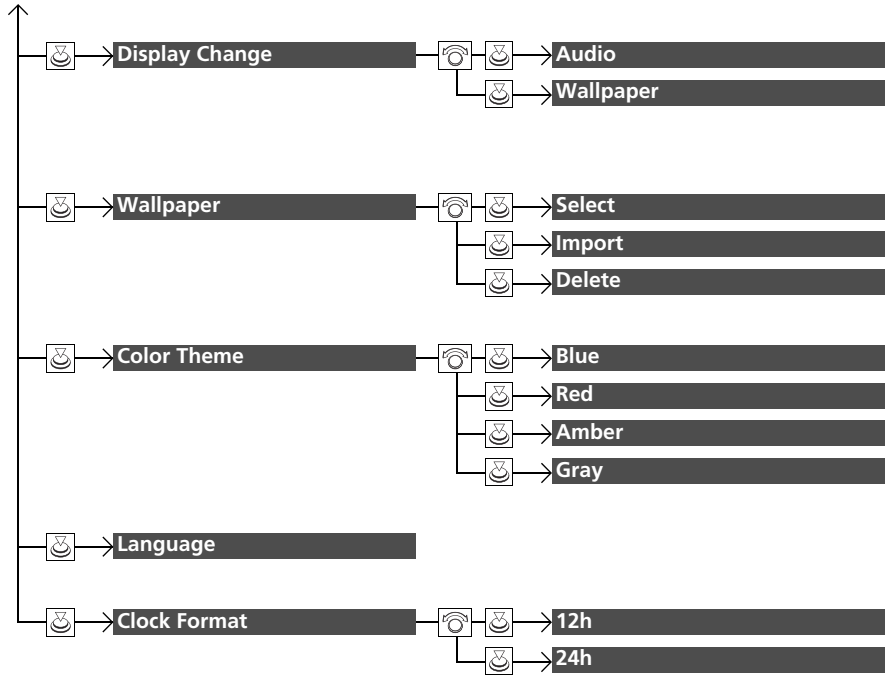 Display Change
Audio
Wallpaper
Wallpaper
Select
Import
Delete
Color Theme
Blue
Red
Amber
Gray
Language
Clock Format
12h
24h